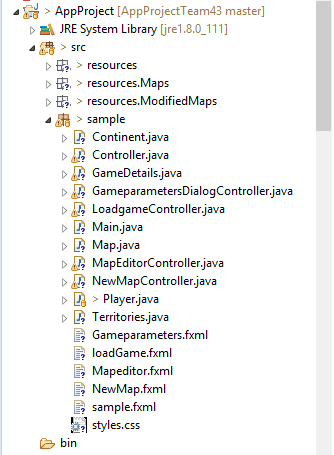 > AppProject [AppProjectTeam43 master]
JRE System Library [jre1.8.0_111]
> src
> resources
> resources.Maps
> resources.ModifiedMaps
> sample
Continent.java
Controller.java
GameDetails.java
GameparametersDialogController.java
LoadgameController.java
Main.java
Map.java
MapEditorController.java
NewMapController.java
> Player.java
Territories.java
Gameparameters.fxml
loadGame.fxml
Mapeditor.fxml
NewMap.fxml
sample.fxml
styles.css
bin